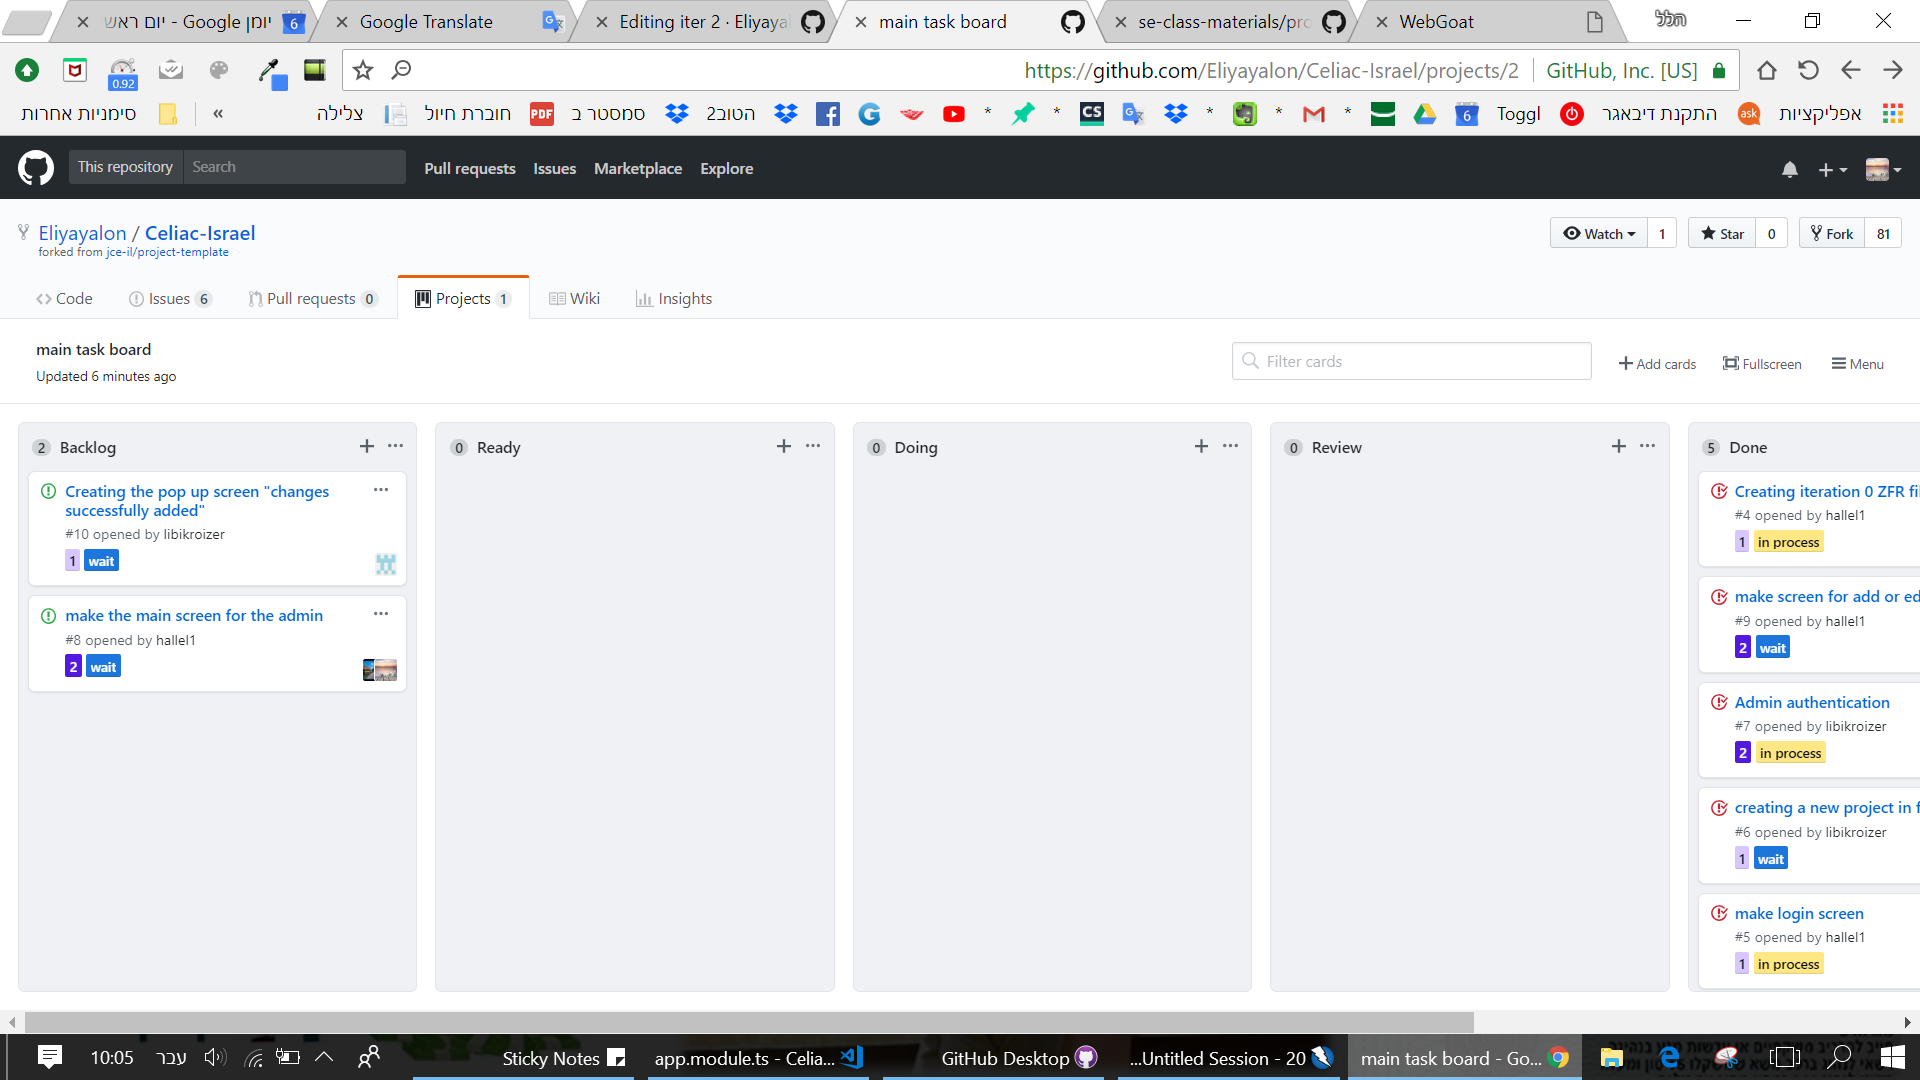 יומן Google - יום ראש
Google Translate
Editing iter 2 · Eliyayal
main task board
se-class-materials/pro
WebGoat
הלל
0.92
https://github.com/Eliyayalon/Celiac-Israel/projects/2
GitHub, Inc. [US]
סימניות אחרות
«
צלילה
חוברת חיול
PDF
סמסטר ב
הטוב2
*
*
CS
*
*
*
6
Toggl
התקנת דיבאגר
ask
אפליקציות
This repository
Search
Pull requests
Issues
Marketplace
Explore
Eliyayalon / Celiac-Israel
forked from jce-il/project-template
Watch 1
Star 0
Fork 81
Code
Issues 6
Pull requests 0
Projects 1
Wiki
Insights
main task board
Updated 6 minutes ago
Filter cards
Add cards
Fullscreen
Menu
2 Backlog
Creating the pop up screen "changes
successfully added"
#10 opened by libikroizer
1 wait
make the main screen for the admin
#8 opened by hallel1
2 wait
0 Ready
0 Doing
0 Review
5 Done
Creating iteration 0 ZFR fi
#4 opened by hallel1
1 in process
make screen for add or ed
#9 opened by hallel1
2 wait
Admin authentication
#7 opened by libikroizer
2 in process
creating a new project in f
#6 opened by libikroizer
1 wait
make login screen
#5 opened by hallel1
1 in process
10:05
עבר
Sticky Notes
app.module.ts - Celia...
GitHub Desktop
...Untitled Session - 20
main task board - Go...